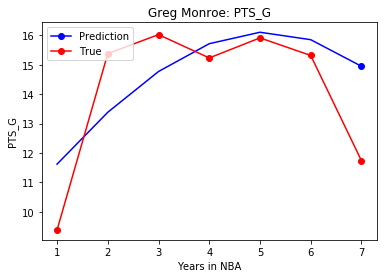 Greg Monroe: PTS_G
Prediction
True
PTS_G
16
15
14
13
12
11
10
1 2 3 4 5 6 7
Years in NBA